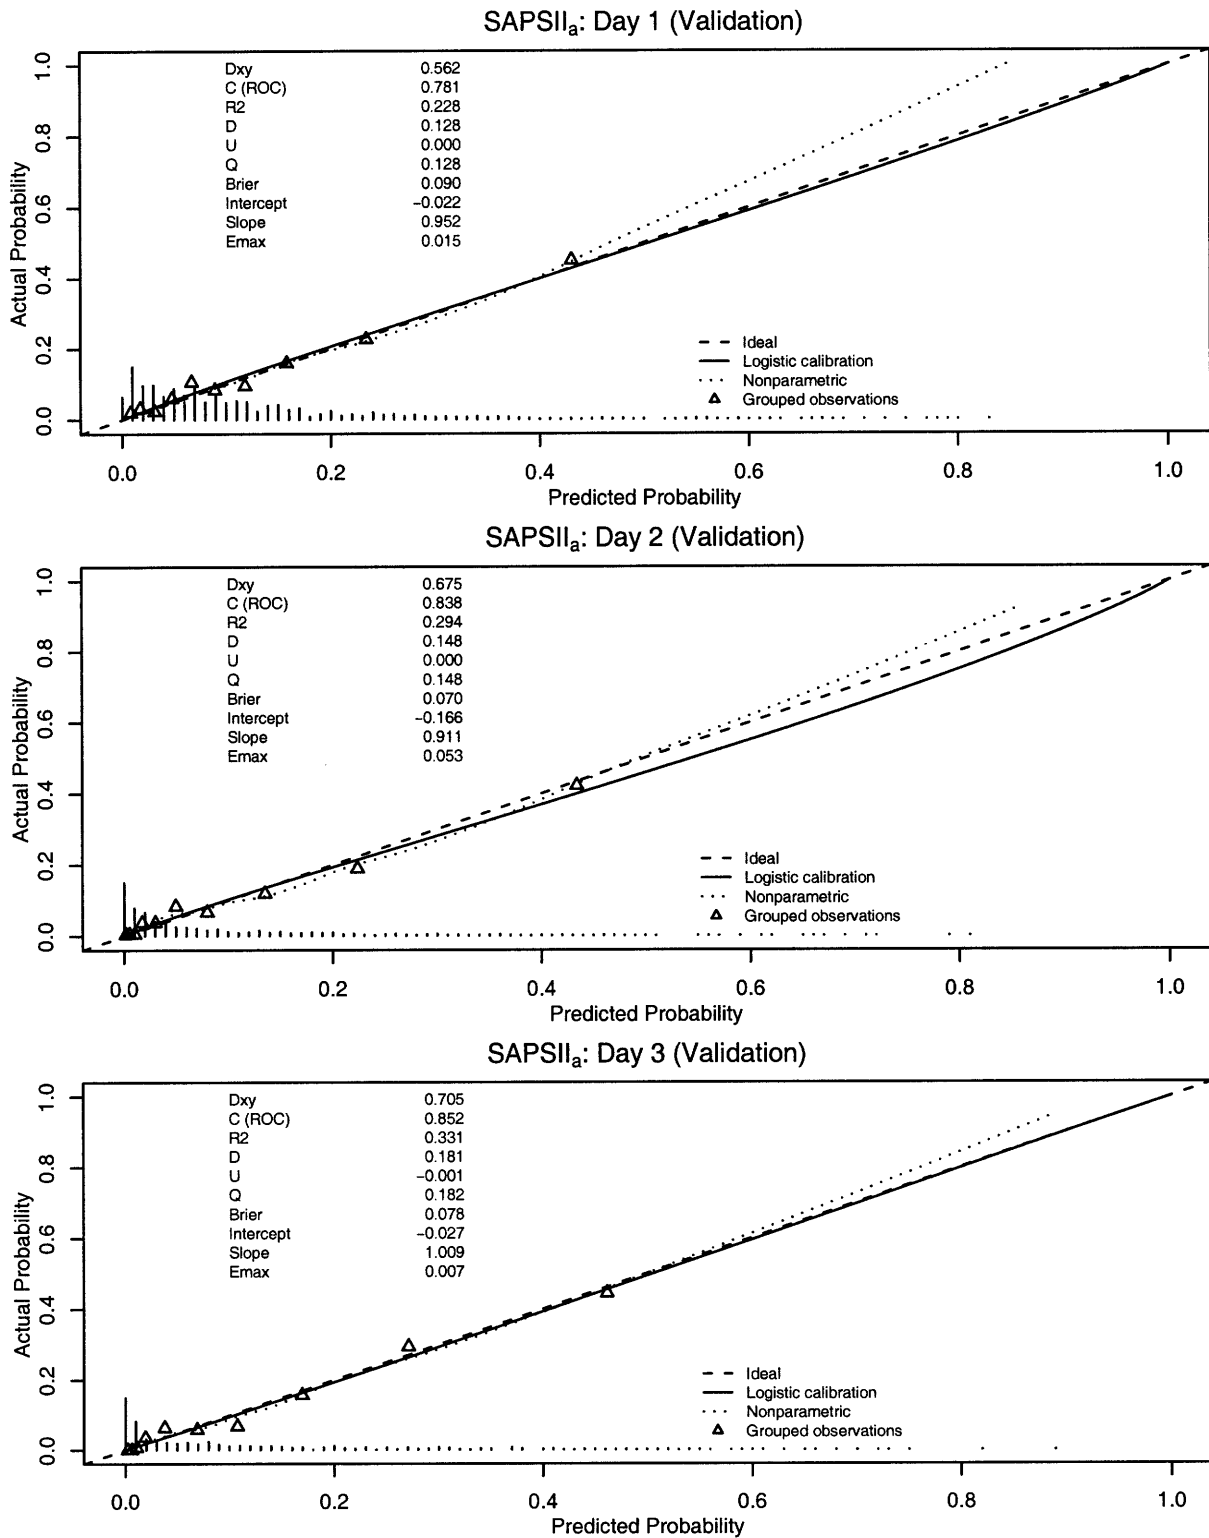 SAPSIIa: Day 1 (Validation)
Dxy 0.562
C (ROC) 0.781
R2 0.228
D 0.128
U 0.000
Q 0.128
Brier 0.090
Intercept −0.022
Slope 0.952
Emax 0.015
Actual Probability
1.0
0.8
0.6
0.4
0.2
0.0
Ideal
Logistic calibration
Nonparametric
Grouped observations
0.0 0.2 0.4 0.6 0.8 1.0
Predicted Probability
SAPSIIa: Day 2 (Validation)
Dxy 0.675
C (ROC) 0.838
R2 0.294
D 0.148
U 0.000
Q 0.148
Brier 0.070
Intercept −0.166
Slope 0.911
Emax 0.053
Actual Probability
1.0
0.8
0.6
0.4
0.2
0.0
Ideal
Logistic calibration
Nonparametric
Grouped observations
0.0 0.2 0.4 0.6 0.8 1.0
Predicted Probability
SAPSIIa: Day 3 (Validation)
Dxy 0.705
C (ROC) 0.852
R2 0.331
D 0.181
U −0.001
Q 0.182
Brier 0.078
Intercept −0.027
Slope 1.009
Emax 0.007
Actual Probability
1.0
0.8
0.6
0.4
0.2
0.0
Ideal
Logistic calibration
Nonparametric
Grouped observations
0.0 0.2 0.4 0.6 0.8 1.0
Predicted Probability